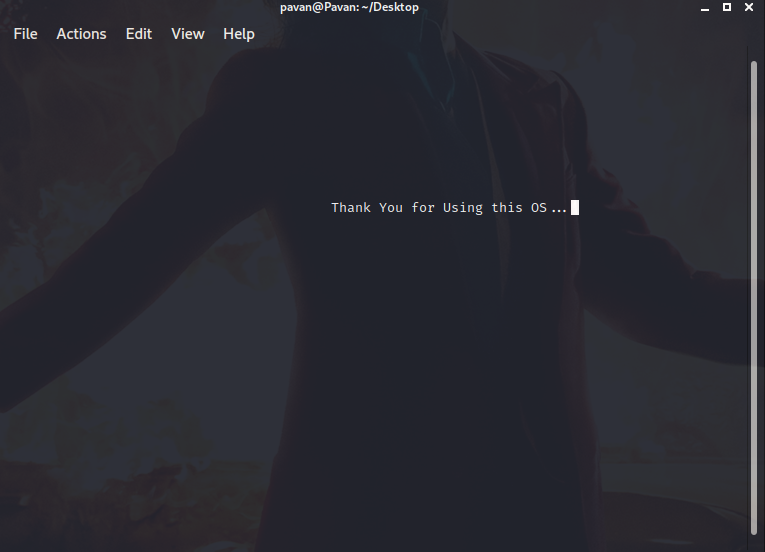 pavan@Pavan: ~/Desktop
File Actions Edit View Help
Thank You for Using this OS...